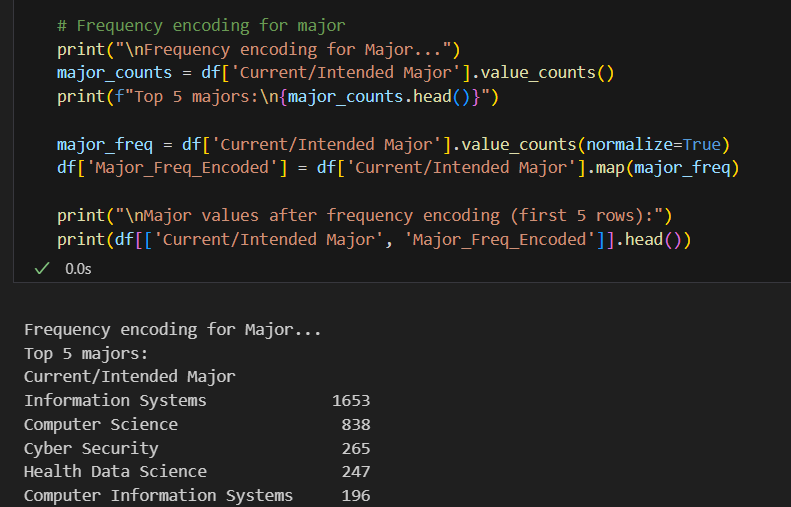 # Frequency encoding for major
print("\nFrequency encoding for Major...")
major_counts = df['Current/Intended Major'].value_counts()
print(f"Top 5 majors:\n{major_counts.head()}")
major_freq = df['Current/Intended Major'].value_counts(normalize=True)
df['Major_Freq_Encoded'] = df['Current/Intended Major'].map(major_freq)
print("\nMajor values after frequency encoding (first 5 rows):")
print(df[['Current/Intended Major', 'Major_Freq_Encoded']].head())
0.0s
Frequency encoding for Major...
Top 5 majors:
Current/Intended Major
Information Systems 1653
Computer Science 838
Cyber Security 265
Health Data Science 247
Computer Information Systems 196